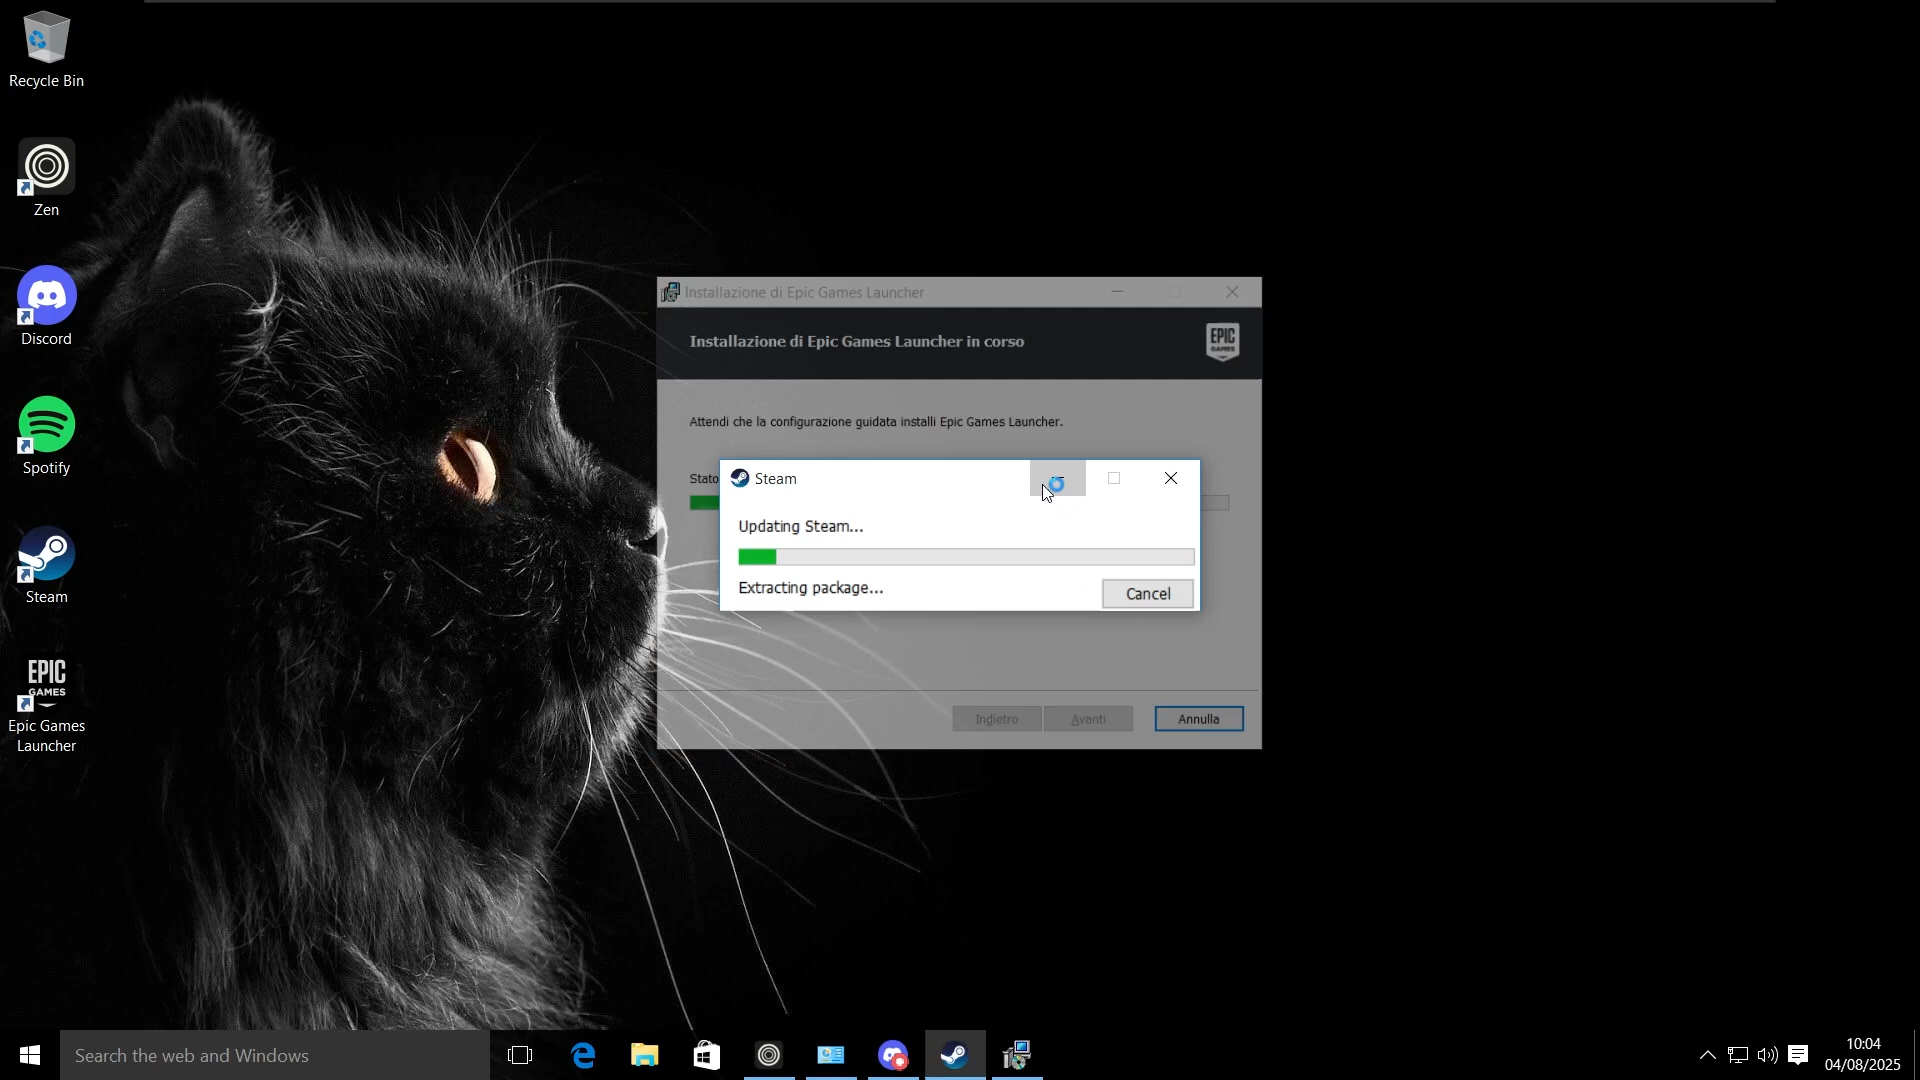 Recycle Bin
Zen
Discord
Spotify
Steam
EPIC
GAMES
Epic Games
Launcher
Installazione di Epic Games Launcher
Installazione di Epic Games Launcher in corso
EPIC
GAMES
Attendi che la configurazione guidata installi Epic Games Launcher.
Stato
Steam
Updating Steam...
Extracting package...
Cancel
Indietro
Avanti
Annulla
Search the web and Windows
10:04
04/08/2025